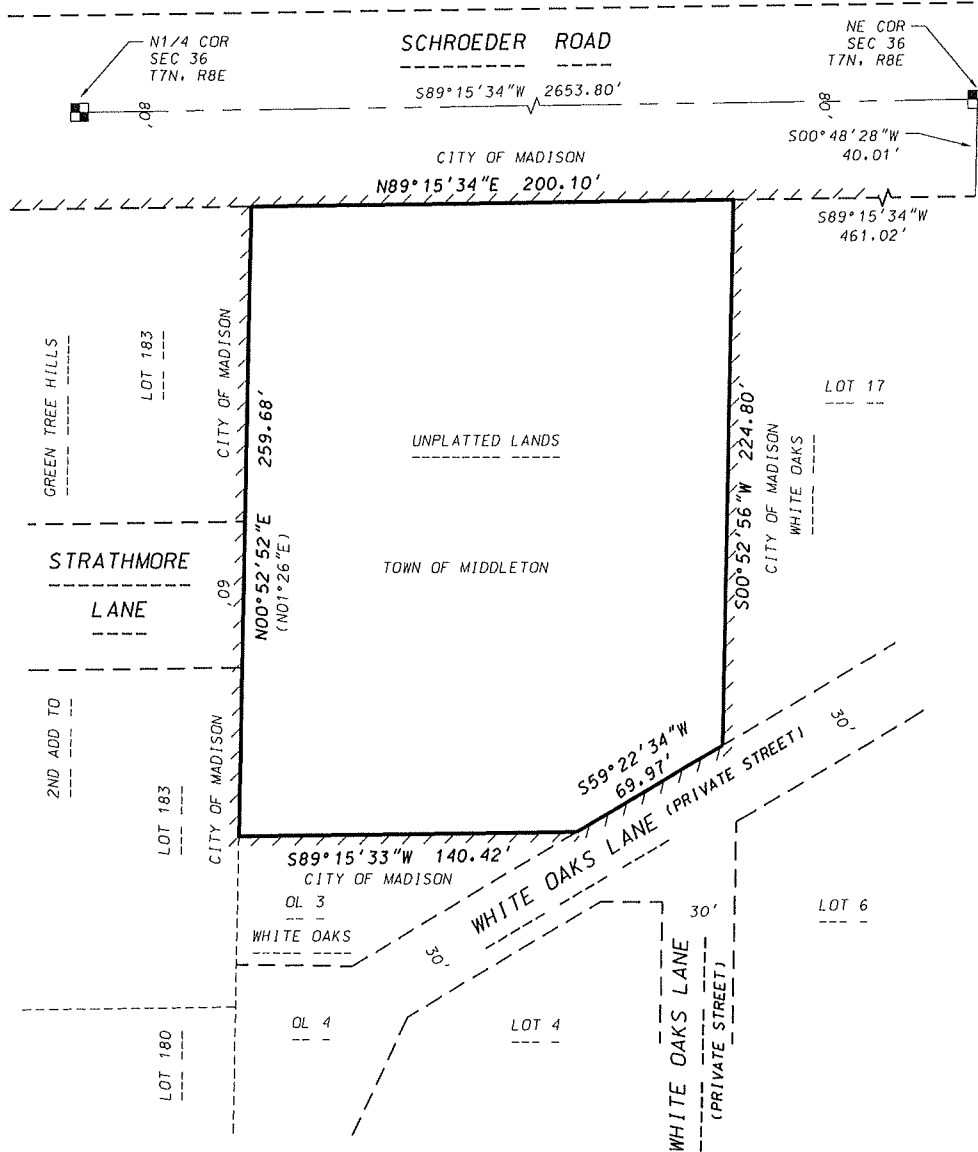 N1/4 COR
SEC 36
T7N, R8E
SCHROEDER ROAD
NE COR
SEC 36
T7N, R8E
S89°15'34"W 2653.80'
80'
80'
S00°48'28"W
40.01'
CITY OF MADISON
N89°15'34"E 200.10'
S89°15'34"W
461.02'
GREEN TREE HILLS
LOT 183
CITY OF MADISON
N00°52'52"E 259.68'
(N01°26"E)
UNPLATTED LANDS
TOWN OF MIDDLETON
S00°52'56"W 224.80'
CITY OF MADISON
WHITE OAKS
LOT 17
STRATHMORE
LANE
60'
2ND ADD TO
LOT 183
CITY OF MADISON
S59°22'34"W
69.97'
30'
WHITE OAKS LANE (PRIVATE STREET)
S89°15'33"W 140.42'
CITY OF MADISON
OL 3
WHITE OAKS
30'
30'
LOT 6
LOT 180
OL 4
LOT 4
WHITE OAKS LANE
(PRIVATE STREET)